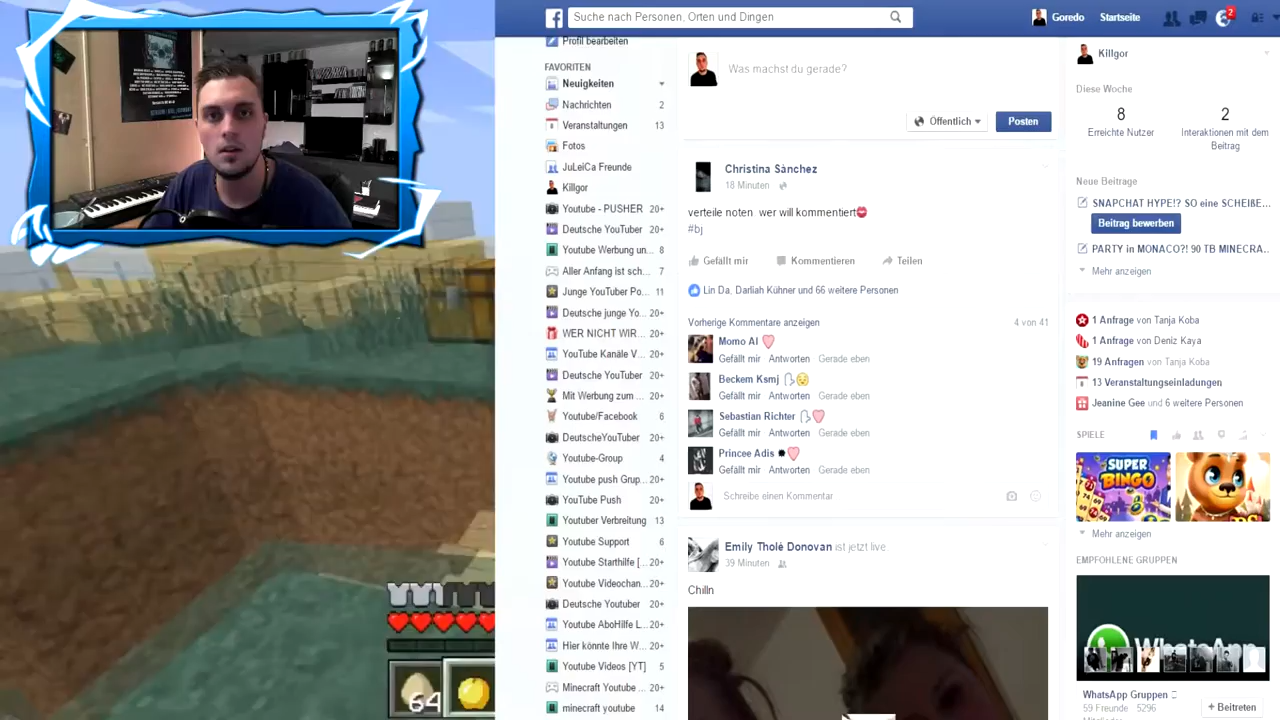 Suche nach Personen, Orten und Dingen
Goredo
Startseite
2
Profil bearbeiten
FAVORITEN
Neuigkeiten
Nachrichten 2
Veranstaltungen 13
Fotos
JuLeiCa Freunde
Killgor
Youtube - PUSHER 20+
Deutsche YouTuber 20+
Youtube Werbung un... 8
Aller Anfang ist sch... 7
Junge YouTuber Po... 11
Deutsche junge Yo... 20+
WER NICHT WIR... 20+
YouTube Kanäle V... 20+
Deutsche YouTuber 20+
Mit Werbung zum ... 20+
Youtube/Facebook 6
DeutscheYouTuber 20+
Youtube-Group 4
Youtube push Grup... 20+
YouTube Push 20+
Youtuber Verbreitung 13
Youtube Support 6
Youtube Starthilfe [... 20+
Youtube Videochan... 20+
Deutsche Youtuber 20+
Youtube AboHilfe L... 20+
Hier könnte Ihre W... 20+
Youtube Videos [YT] 5
Minecraft Youtube ... 20+
minecraft youtube 14
Was machst du gerade?
Öffentlich
Posten
Christina Sànchez
18 Minuten
verteile noten wer will kommentiert
#bj
Gefällt mir Kommentieren Teilen
Lin Da, Darliah Kühner und 66 weitere Personen
Vorherige Kommentare anzeigen 4 von 41
Momo Al
Gefällt mir Antworten Gerade eben
Beckem Ksmj
Gefällt mir Antworten Gerade eben
Sebastian Richter
Gefällt mir Antworten Gerade eben
Princee Adis
Gefällt mir Antworten Gerade eben
Schreibe einen Kommentar
Emily Tholé Donovan ist jetzt live
39 Minuten
Chilln
Killgor
Diese Woche
8 2
Erreichte Nutzer Interaktionen mit dem
Beitrag
Neue Beiträge
SNAPCHAT HYPE!? SO eine SCHEIßE...
Beitrag bewerben
PARTY in MONACO?! 90 TB MINECRA...
Mehr anzeigen
1 Anfrage von Tanja Koba
1 Anfrage von Deniz Kaya
19 Anfragen von Tanja Koba
13 Veranstaltungseinladungen
Jeanine Gee und 6 weitere Personen
SPIELE
SUPER
BINGO
Mehr anzeigen
EMPFOHLENE GRUPPEN
WhatsApp
WhatsApp Gruppen
59 Freunde 5296
Mitglieder
+ Beitreten
64